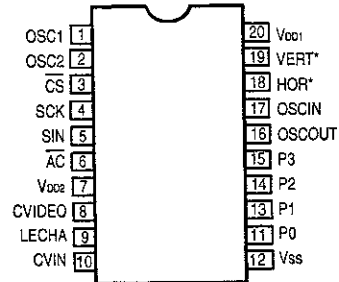 OSC1 1 20 VDD1
OSC2 2 19 VERT*
CS 3 18 HOR*
SCK 4 17 OSCIN
SIN 5 16 OSCOUT
AC 6 15 P3
VDD2 7 14 P2
CVIDEO 8 13 P1
LECHA 9 11 P0
CVIN 10 12 Vss